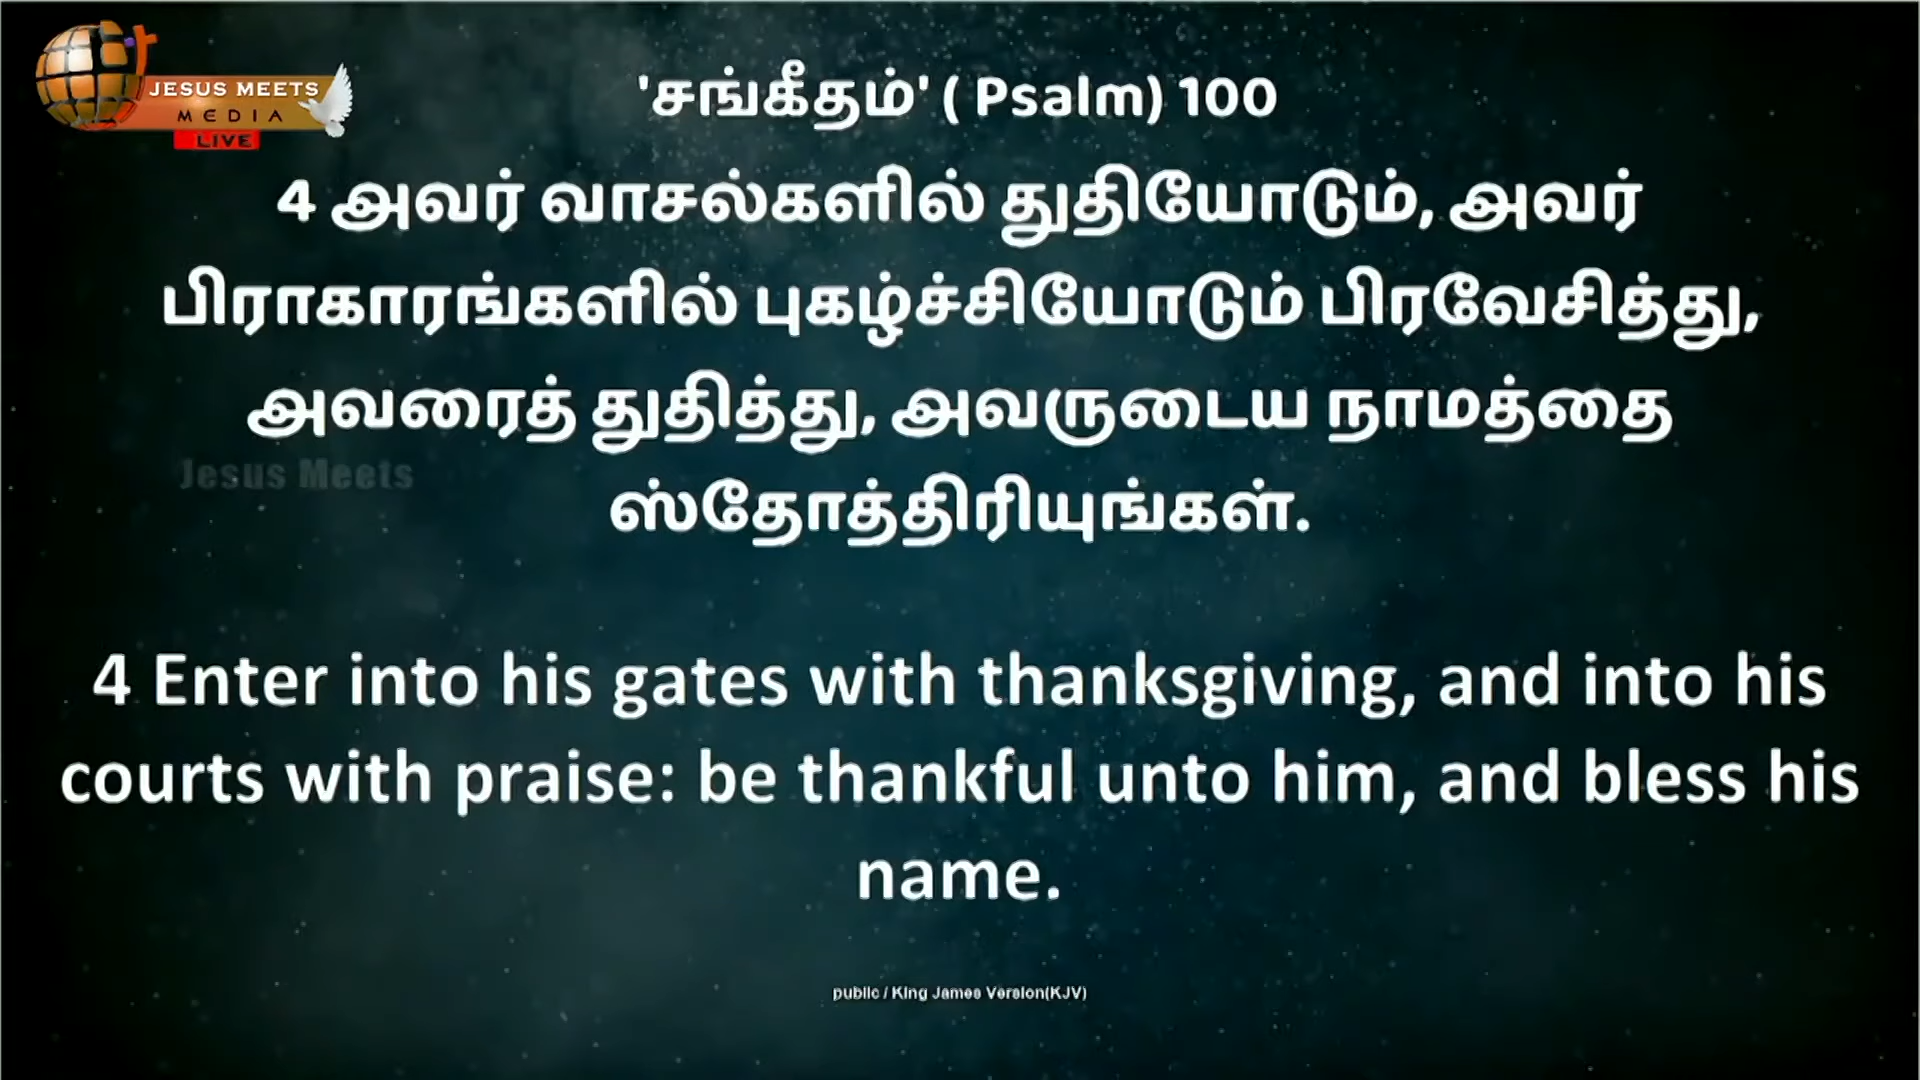 JESUS MEETS
MEDIA
LIVE
'சங்கீதம்' ( Psalm) 100
4 அவர் வாசல்களில் துதியோடும், அவர்
பிராகாரங்களில் புகழ்ச்சியோடும் பிரவேசித்து,
அவரைத் துதித்து, அவருடைய நாமத்தை
Jesus Meets
ஸ்தோத்திரியுங்கள்.
4 Enter into his gates with thanksgiving, and into his
courts with praise: be thankful unto him, and bless his
name.
public / King James Version(KJV)